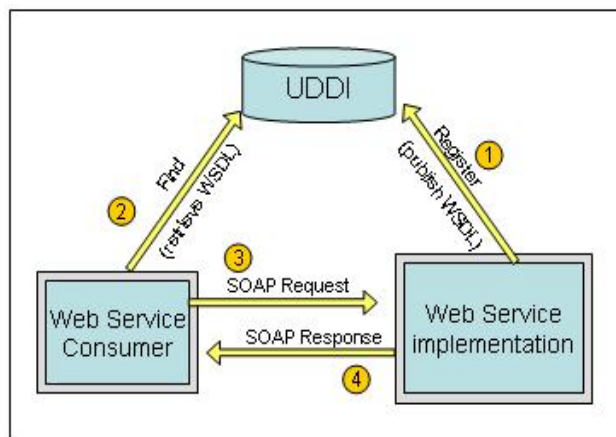 UDDI
1
Register
(publish WSDL)
2
Find
(retrieve WSDL)
3
SOAP Request
Web Service
Consumer
Web Service
implementation
SOAP Response
4